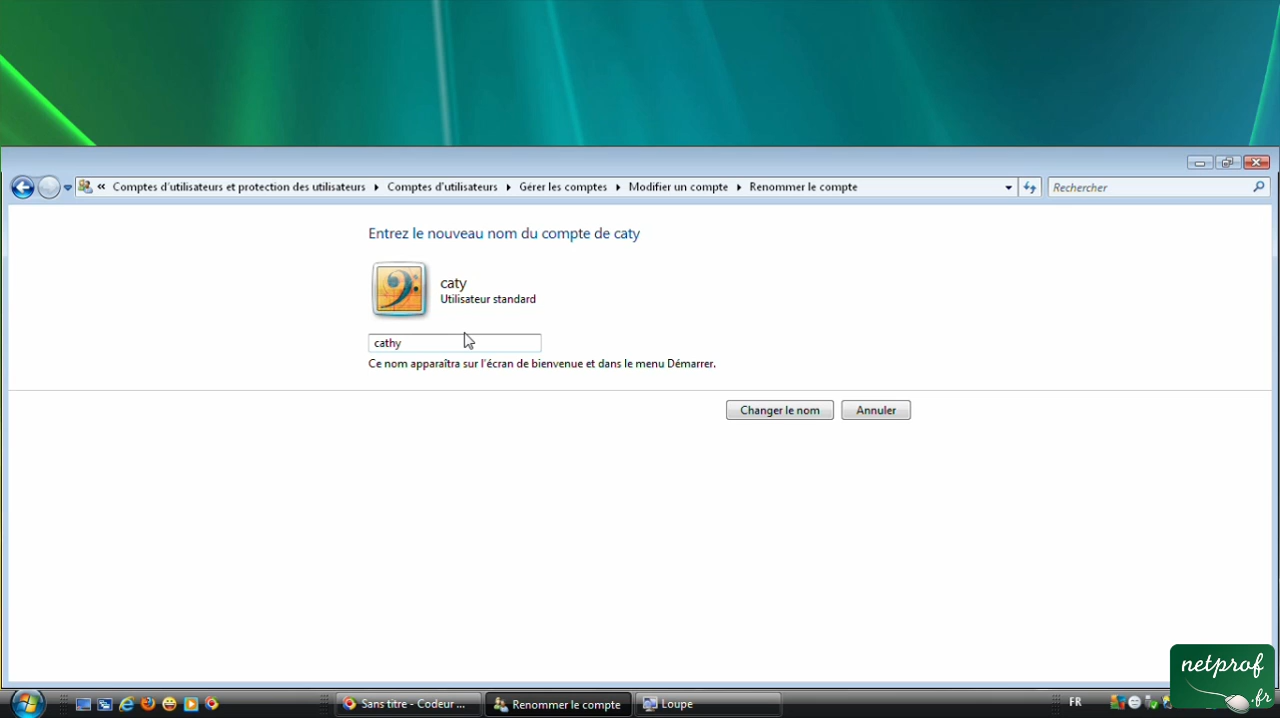 « Comptes d'utilisateurs et protection des utilisateurs Comptes d'utilisateurs Gérer les comptes Modifier un compte Renommer le compte Rechercher
Entrez le nouveau nom du compte de caty
caty
Utilisateur standard
cathy
Ce nom apparaîtra sur l'écran de bienvenue et dans le menu Démarrer.
Changer le nom Annuler
netprof
.fr
Sans titre - Codeur ... Renommer le compte Loupe FR